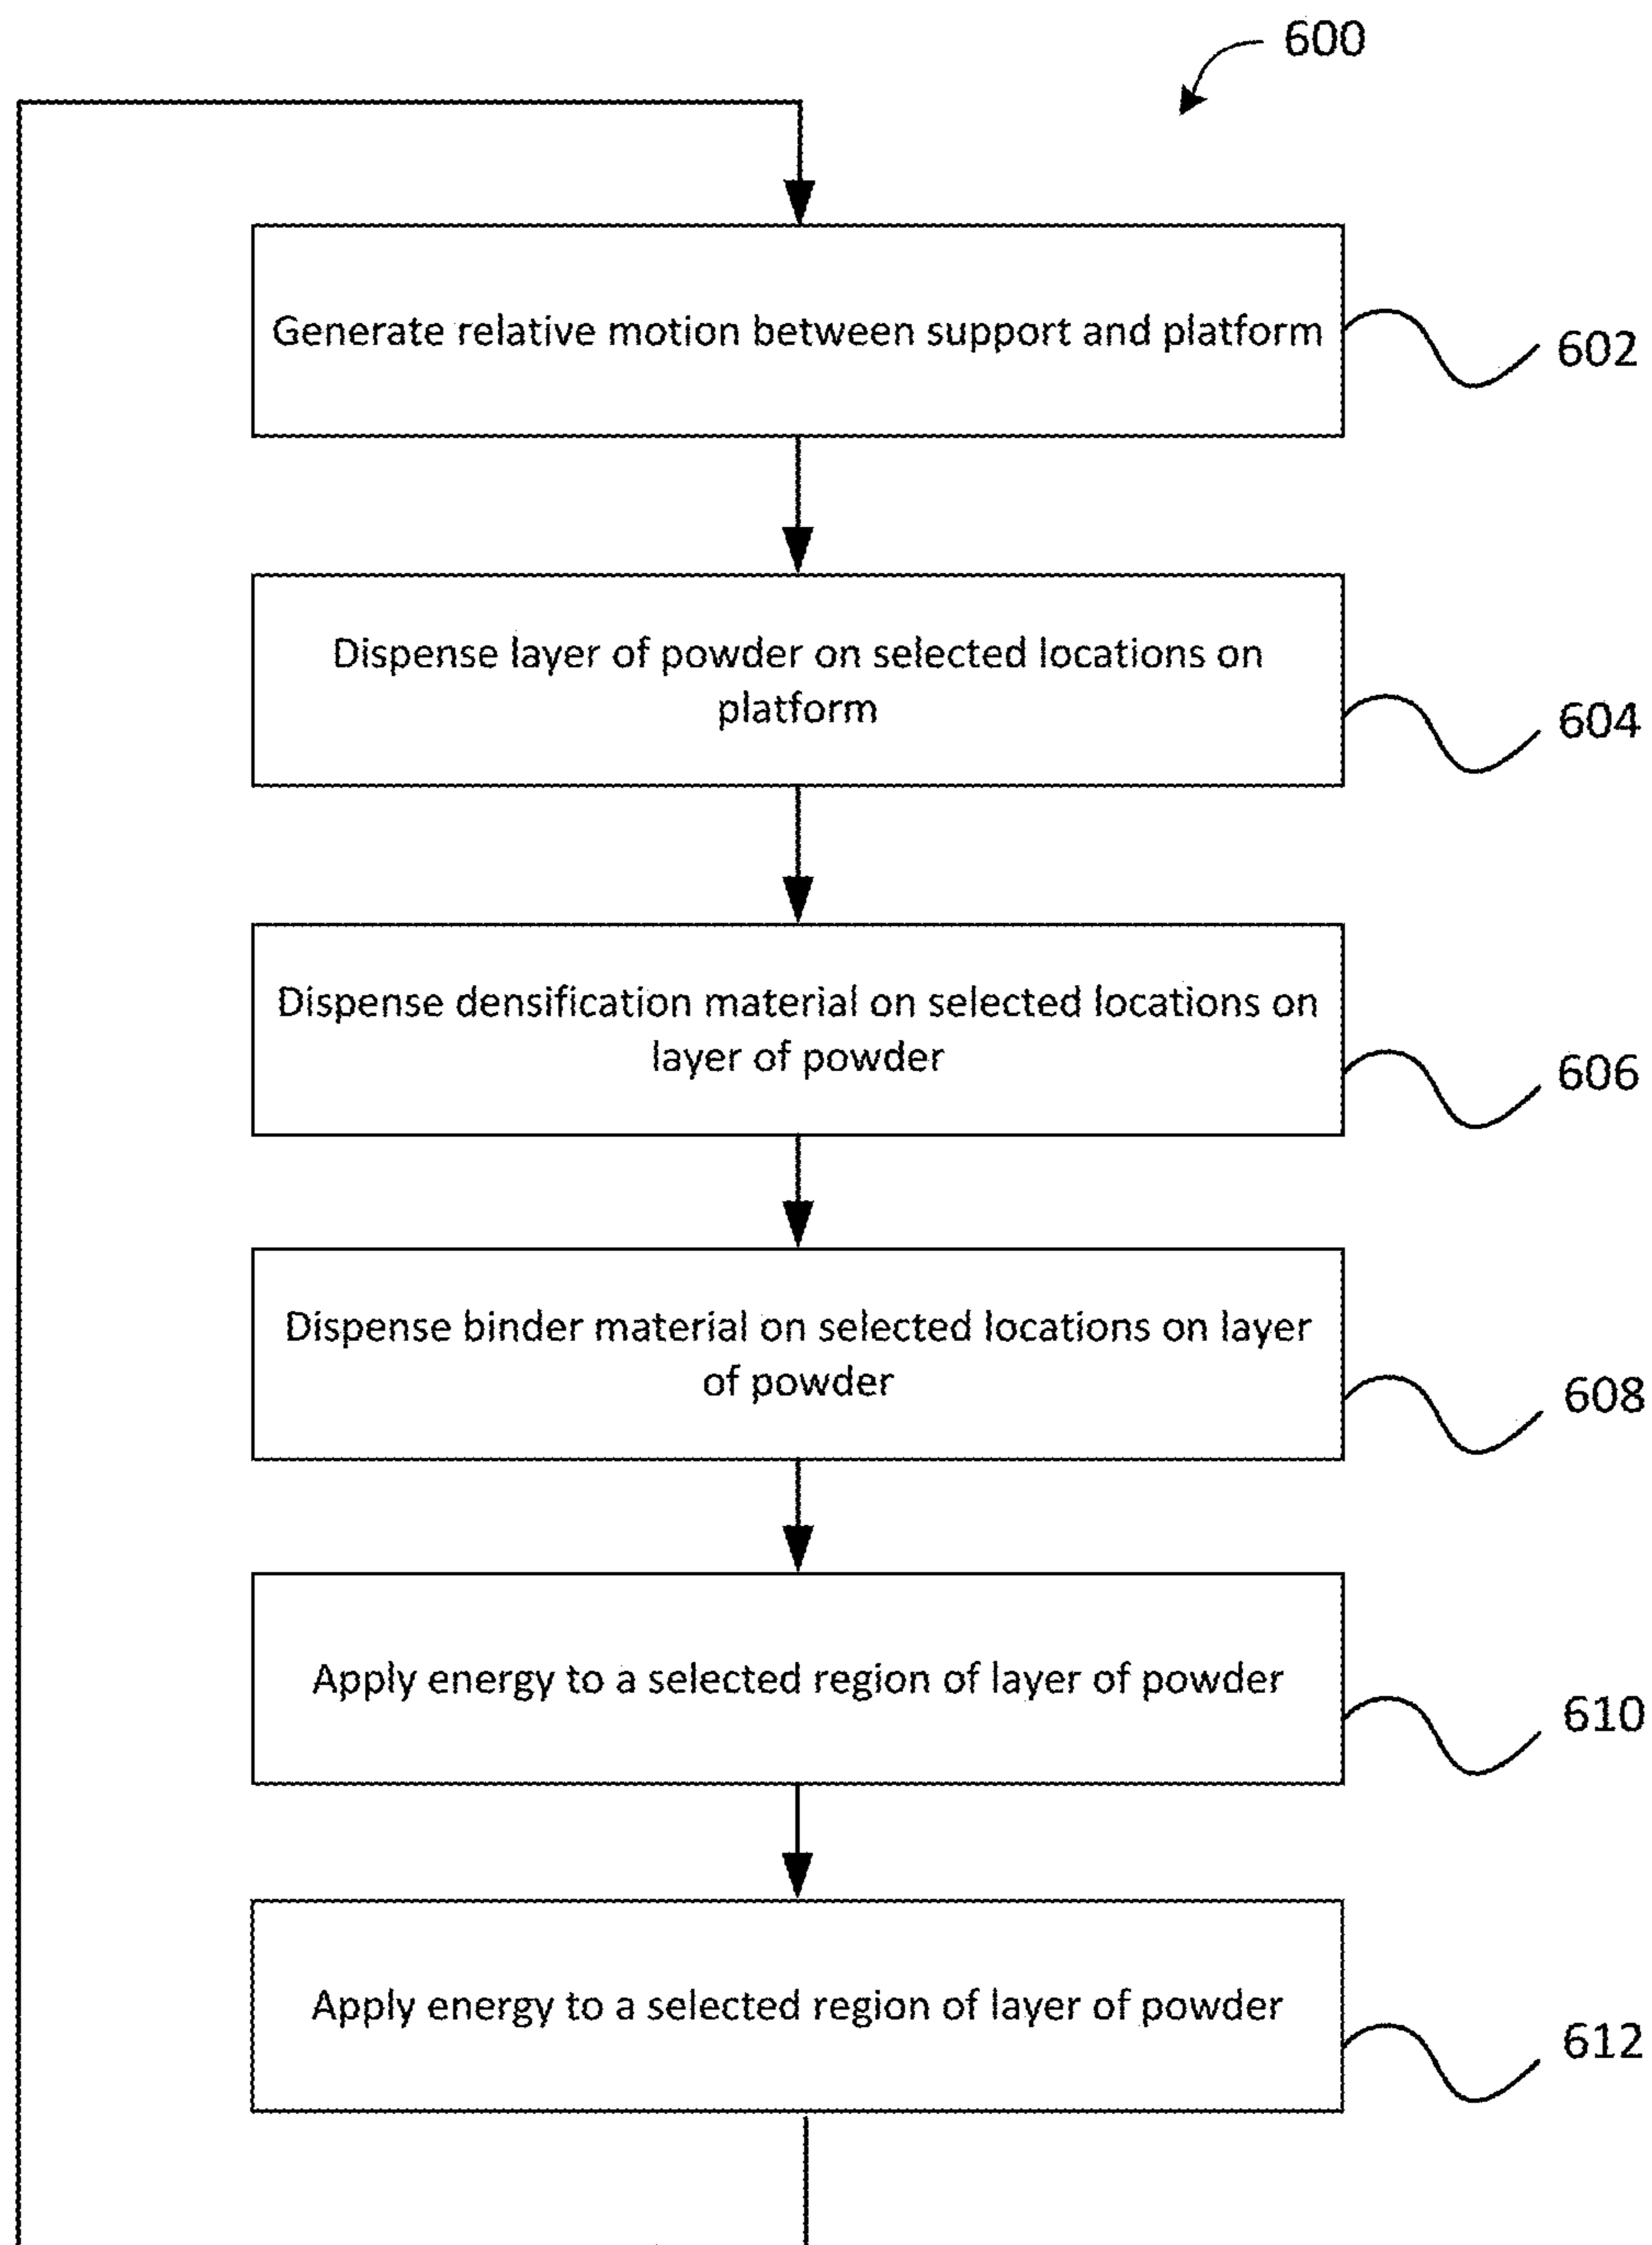 600
Generate relative motion between support and platform
602
Dispense layer of powder on selected locations on
platform
604
Dispense densification material on selected locations on
layer of powder
606
Dispense binder material on selected locations on layer
of powder
608
Apply energy to a selected region of layer of powder
610
Apply energy to a selected region of layer of powder
612